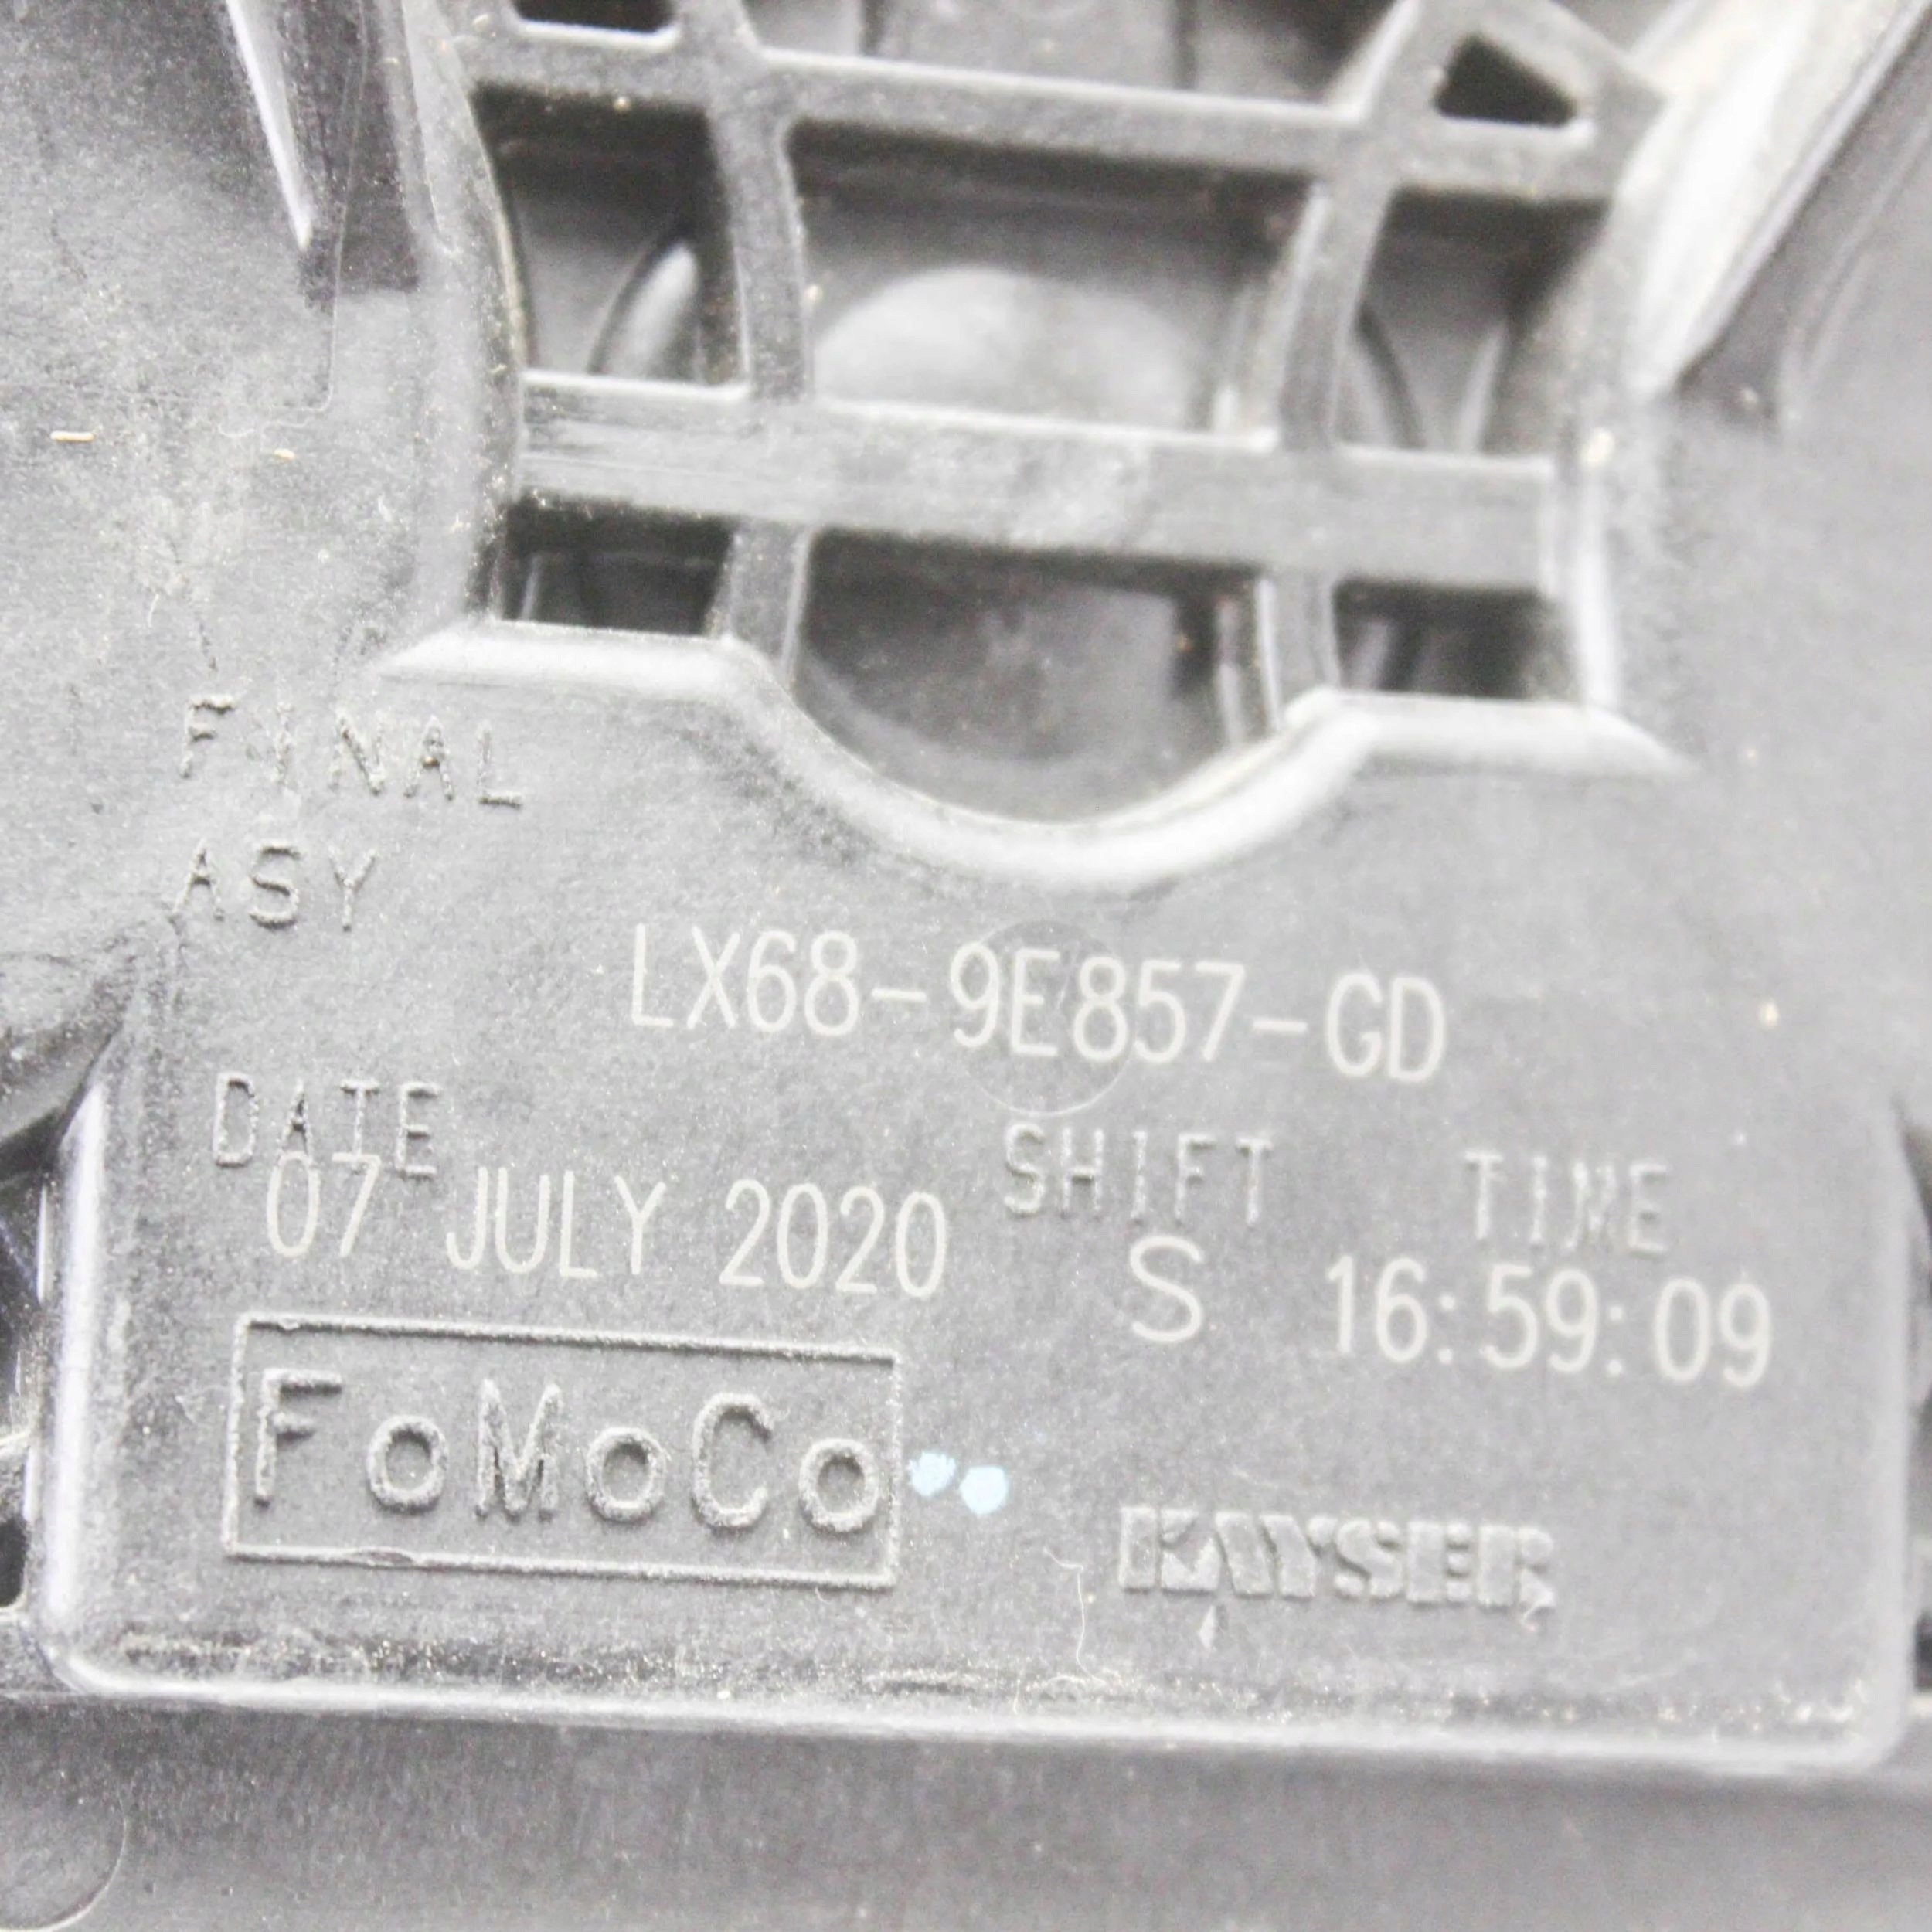 FINAL
ASY
LX68-9E857-GD
DATE SHIFT TIME
07 JULY 2020 S 16:59:09
FoMoCo KAYSER